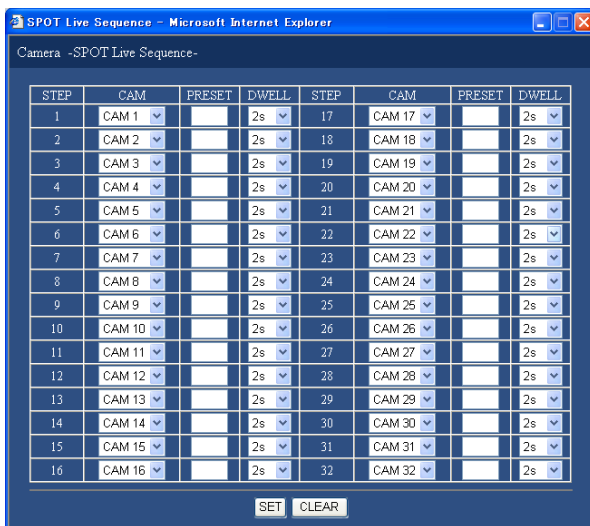 SPOT Live Sequence - Microsoft Internet Explorer
Camera -SPOT Live Sequence-
STEP CAM PRESET DWELL STEP CAM PRESET DWELL
1 CAM 1 2s 17 CAM 17 2s
2 CAM 2 2s 18 CAM 18 2s
3 CAM 3 2s 19 CAM 19 2s
4 CAM 4 2s 20 CAM 20 2s
5 CAM 5 2s 21 CAM 21 2s
6 CAM 6 2s 22 CAM 22 2s
7 CAM 7 2s 23 CAM 23 2s
8 CAM 8 2s 24 CAM 24 2s
9 CAM 9 2s 25 CAM 25 2s
10 CAM 10 2s 26 CAM 26 2s
11 CAM 11 2s 27 CAM 27 2s
12 CAM 12 2s 28 CAM 28 2s
13 CAM 13 2s 29 CAM 29 2s
14 CAM 14 2s 30 CAM 30 2s
15 CAM 15 2s 31 CAM 31 2s
16 CAM 16 2s 32 CAM 32 2s
SET CLEAR